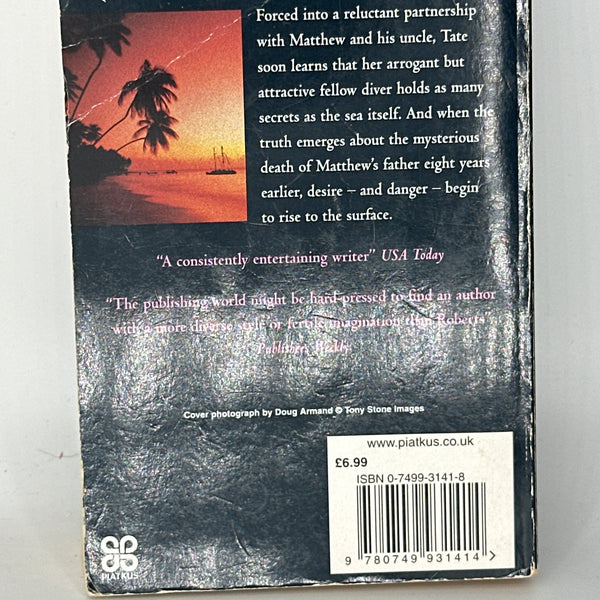 Forced into a reluctant partnership
with Matthew and his uncle, Tate
soon learns that her arrogant but
attractive fellow diver holds as many
secrets as the sea itself. And when the
truth emerges about the mysterious
death of Matthew's father eight years
earlier, desire – and danger – begin
to rise to the surface.
"A consistently entertaining writer" USA Today
"The publishing world might be hard-pressed to find an author
with a more diverse style or fertile imagination than Roberts"
Publishers Weekly
Cover photograph by Doug Armand © Tony Stone Images
www.piatkus.co.uk
£6.99
ISBN 0-7499-3141-8
9 780749 931414 >
PIATKUS